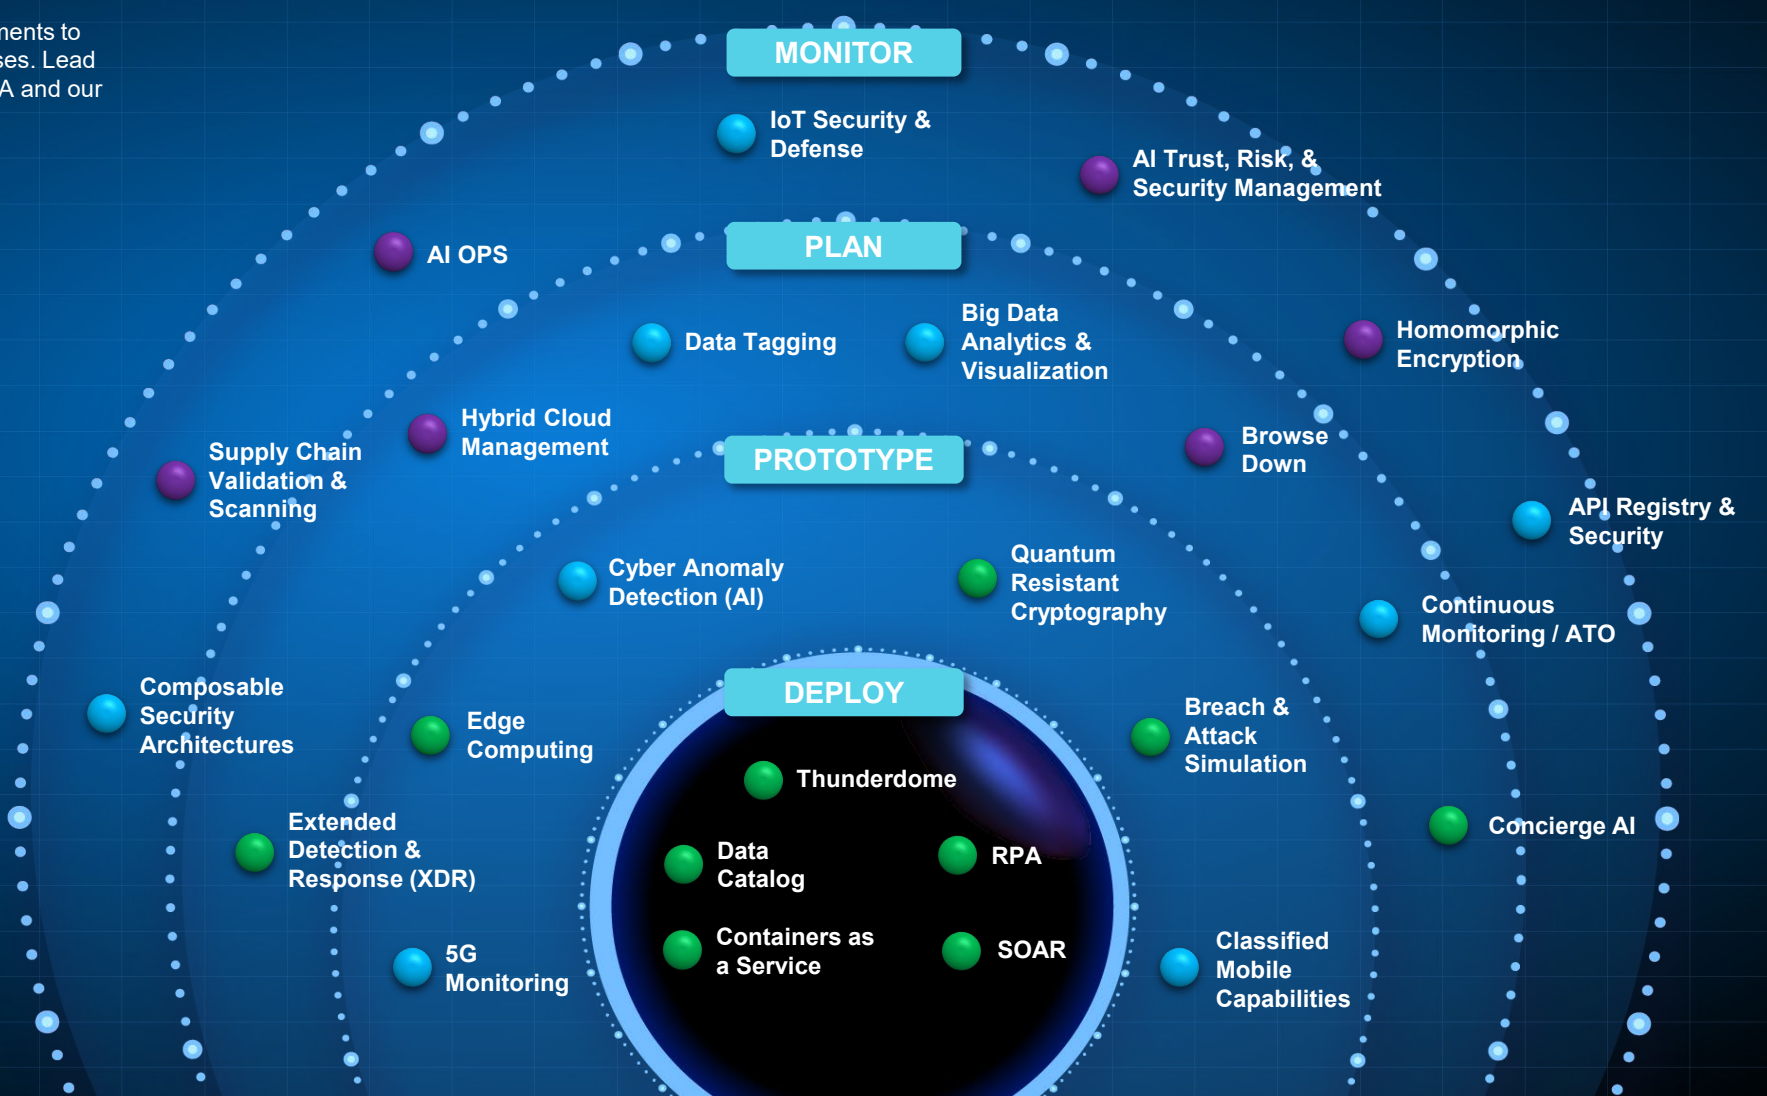 ments to
ses. Lead
A and our
MONITOR
IoT Security &
Defense
AI Trust, Risk, &
Security Management
AI OPS
PLAN
Data Tagging
Big Data
Analytics &
Visualization
Homomorphic
Encryption
Hybrid Cloud
Management
Browse
Down
Supply Chain
Validation &
Scanning
PROTOTYPE
API Registry &
Security
Cyber Anomaly
Detection (AI)
Quantum
Resistant
Cryptography
Continuous
Monitoring / ATO
Composable
Security
Architectures
Edge
Computing
DEPLOY
Breach &
Attack
Simulation
Thunderdome
Extended
Detection &
Response (XDR)
Data
Catalog
RPA
Concierge AI
5G
Monitoring
Containers as
a Service
SOAR
Classified
Mobile
Capabilities